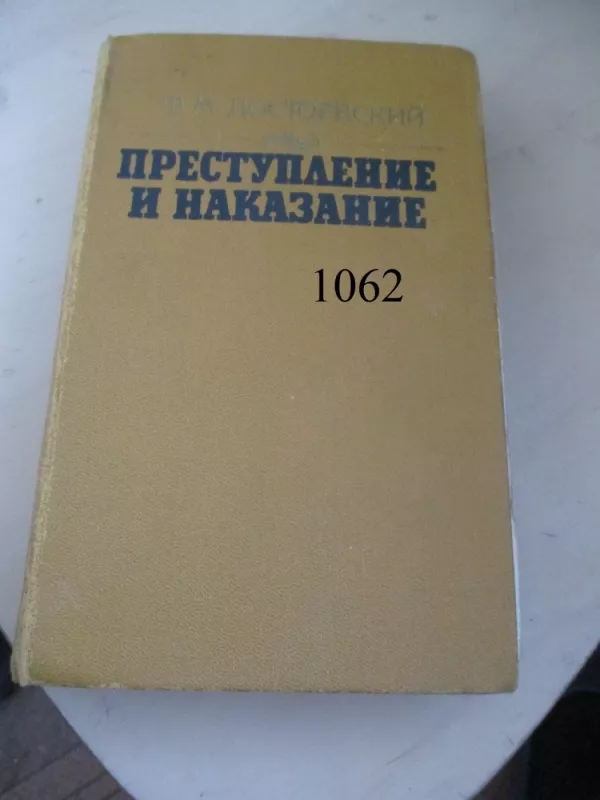 Ф. М. ДОСТОЕВСКИЙ
ПРЕСТУПЛЕНИЕ
И НАКАЗАНИЕ
1062